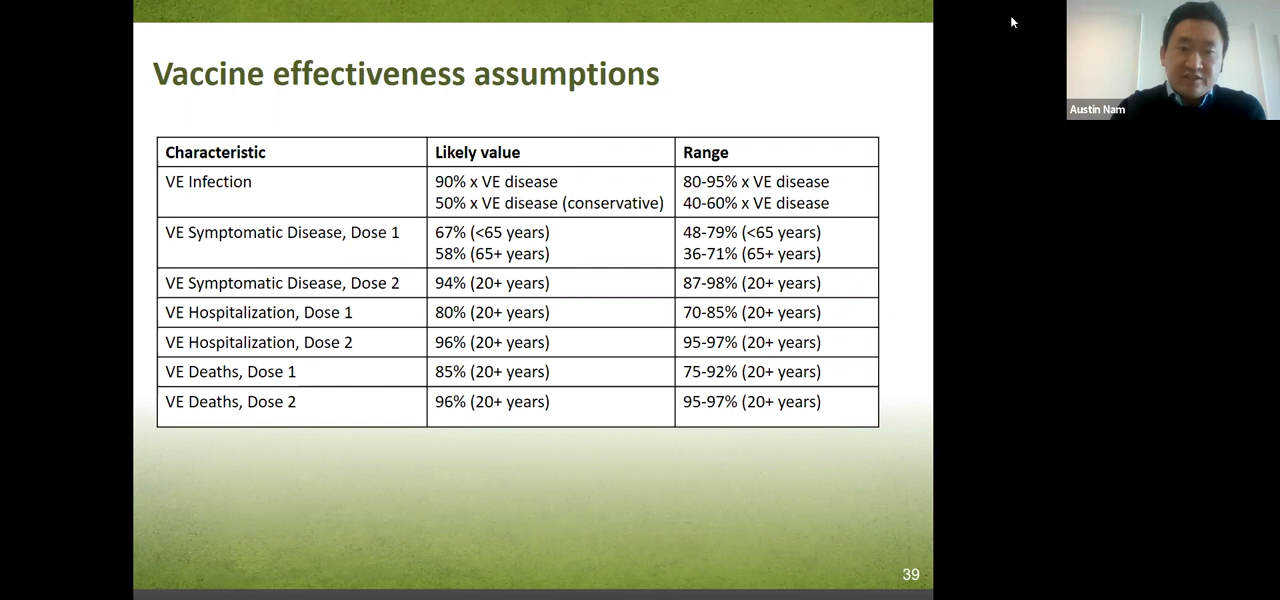 Vaccine effectiveness assumptions
Characteristic Likely value Range
VE Infection 90% x VE disease 80-95% x VE disease
50% x VE disease (conservative) 40-60% x VE disease
VE Symptomatic Disease, Dose 1 67% (<65 years) 48-79% (<65 years)
58% (65+ years) 36-71% (65+ years)
VE Symptomatic Disease, Dose 2 94% (20+ years) 87-98% (20+ years)
VE Hospitalization, Dose 1 80% (20+ years) 70-85% (20+ years)
VE Hospitalization, Dose 2 96% (20+ years) 95-97% (20+ years)
VE Deaths, Dose 1 85% (20+ years) 75-92% (20+ years)
VE Deaths, Dose 2 96% (20+ years) 95-97% (20+ years)
39
Austin Nam